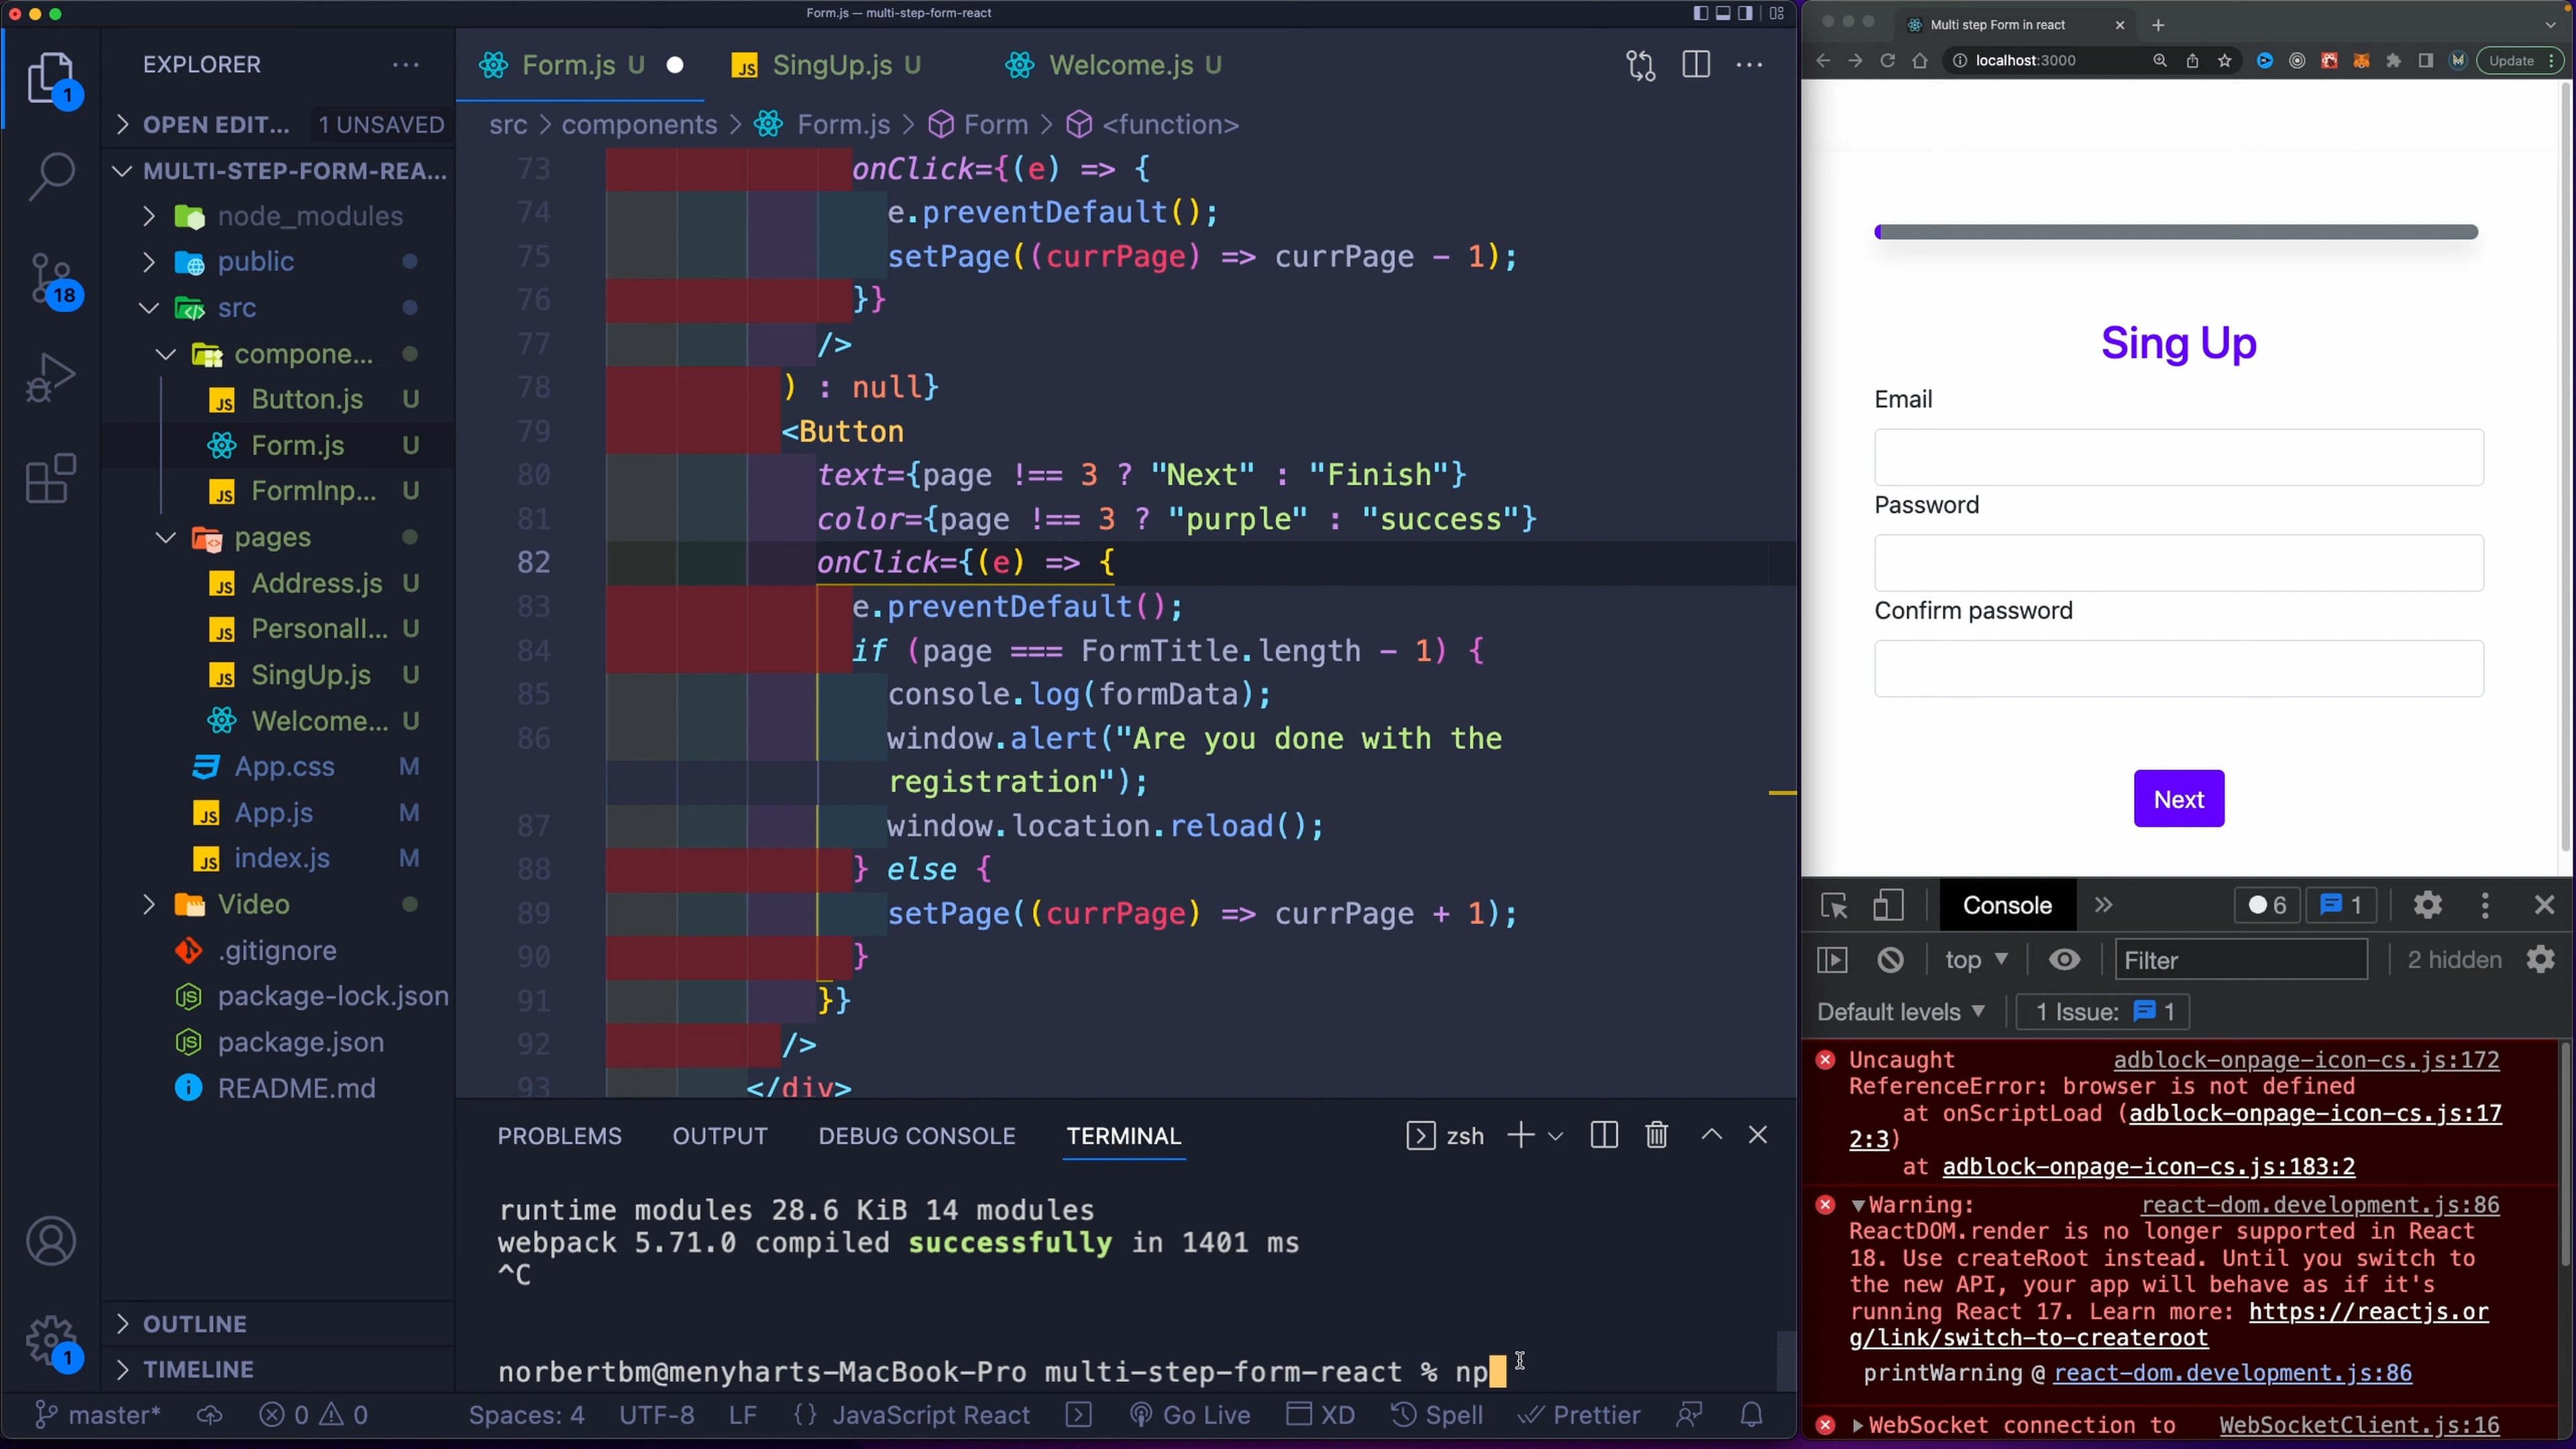 Form.js — multi-step-form-react
EXPLORER
1
OPEN EDIT... 1 UNSAVED
MULTI-STEP-FORM-REA...
node_modules
public
src
compone...
Button.js U
Form.js U
FormInp... U
pages
Address.js U
Personall... U
SingUp.js U
Welcome... U
App.css M
App.js M
index.js M
Video
.gitignore
package-lock.json
package.json
README.md
18
OUTLINE
TIMELINE
1
Form.js U
SingUp.js U
Welcome.js U
src > components > Form.js > Form > <function>
73 onClick={(e) => {
74 e.preventDefault();
75 setPage((currPage) => currPage - 1);
76 }}
77 />
78 ) : null}
79 <Button
80 text={page !== 3 ? "Next" : "Finish"}
81 color={page !== 3 ? "purple" : "success"}
82 onClick={(e) => {
83 e.preventDefault();
84 if (page === FormTitle.length - 1) {
85 console.log(formData);
86 window.alert("Are you done with the
registration");
87 window.location.reload();
88 } else {
89 setPage((currPage) => currPage + 1);
90 }
91 }}
92 />
93 </div>
PROBLEMS OUTPUT DEBUG CONSOLE TERMINAL
zsh
runtime modules 28.6 KiB 14 modules
webpack 5.71.0 compiled successfully in 1401 ms
^C
norbertbm@menyharts-MacBook-Pro multi-step-form-react % np
master* 0 0 Spaces: 4 UTF-8 LF {} JavaScript React Go Live XD Spell Prettier
Multi step Form in react
localhost:3000
Update
Sing Up
Email
Password
Confirm password
Next
Console
6
1
top
Filter
2 hidden
Default levels
1 Issue: 1
Uncaught adblock-onpage-icon-cs.js:172
ReferenceError: browser is not defined
at onScriptLoad (adblock-onpage-icon-cs.js:17
2:3)
at adblock-onpage-icon-cs.js:183:2
Warning: react-dom.development.js:86
ReactDOM.render is no longer supported in React
18. Use createRoot instead. Until you switch to
the new API, your app will behave as if it's
running React 17. Learn more: https://reactjs.or
g/link/switch-to-createroot
printWarning @ react-dom.development.js:86
WebSocket connection to WebSocketClient.js:16